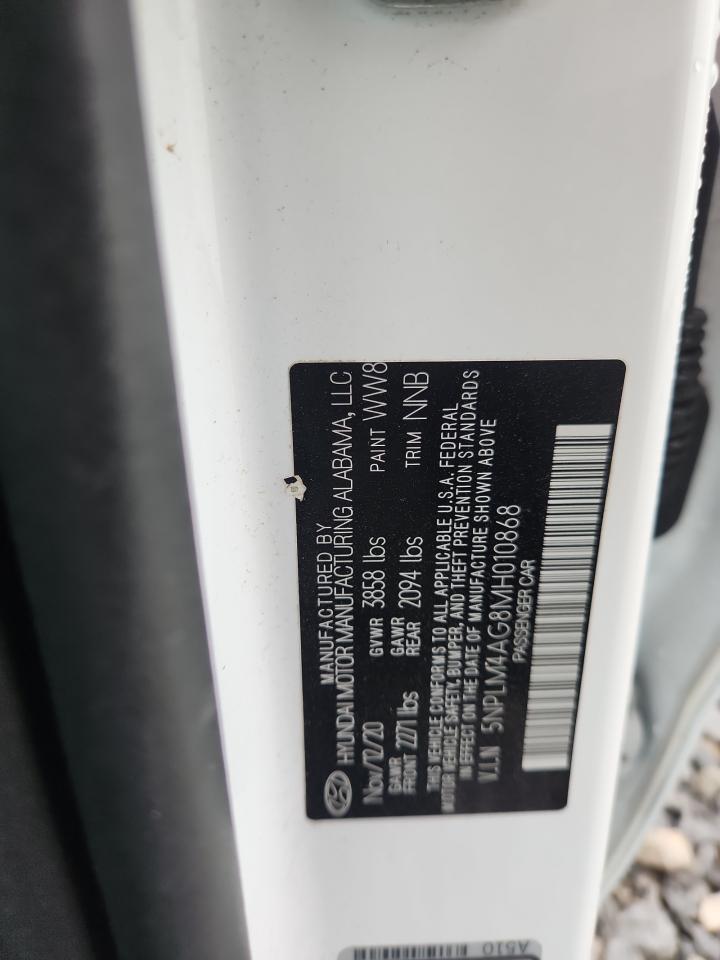 MANUFACTURED BY
HYUNDAI MOTOR MANUFACTURING ALABAMA, LLC
Nov/12/20 GVWR 3858 lbs PAINT WW8
GAWR FRONT 2271 lbs GAWR REAR 2094 lbs TRIM NNB
THIS VEHICLE CONFORMS TO ALL APPLICABLE U.S.A. FEDERAL
MOTOR VEHICLE SAFETY, BUMPER, AND THEFT PREVENTION STANDARDS
IN EFFECT ON THE DATE OF MANUFACTURE SHOWN ABOVE
V.I.N 5NPLM4AG8MH010868
PASSENGER CAR
A510